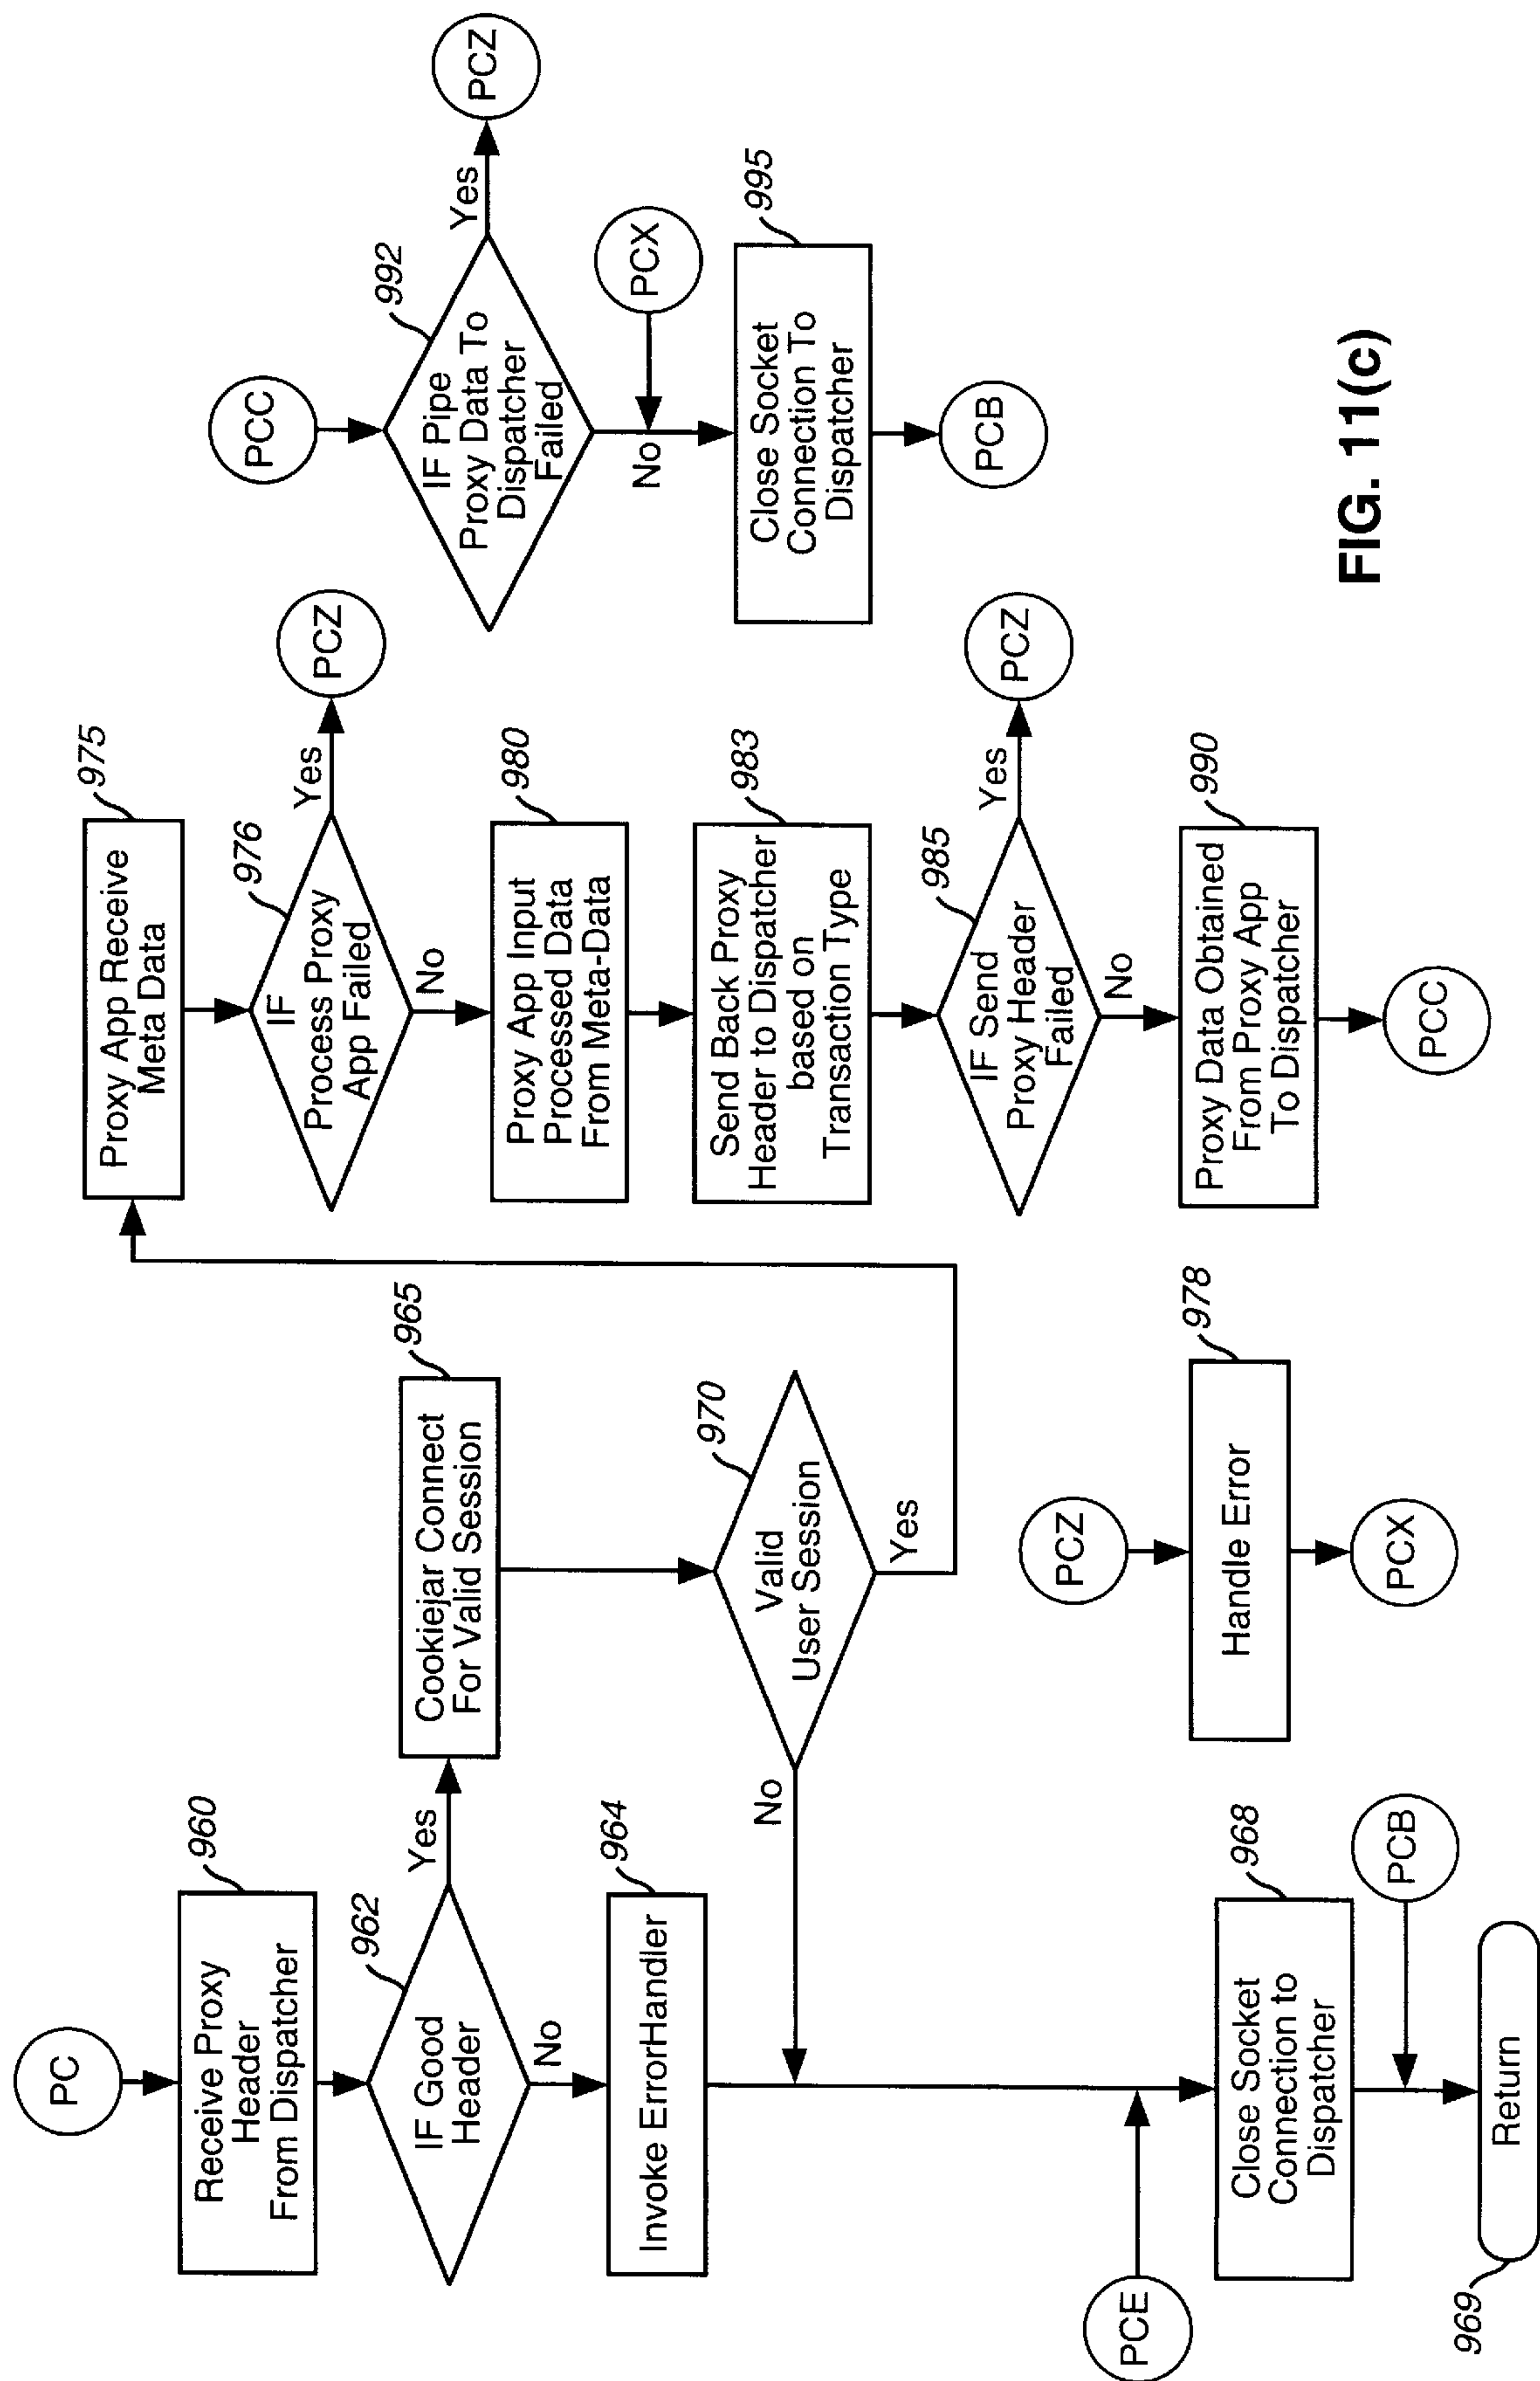 PC
960
Receive Proxy
Header
From Dispatcher
962
IF Good
Header
Yes
No
964
Invoke ErrorHandler
965
Cookiejar Connect
For Valid Session
970
Valid
User Session
No
Yes
PCE
968
Close Socket
Connection to
Dispatcher
PCB
969
Return
PCZ
978
Handle Error
PCX
975
Proxy App Receive
Meta Data
976
IF
Process Proxy
App Failed
Yes
PCZ
No
980
Proxy App Input
Processed Data
From Meta-Data
983
Send Back Proxy
Header to Dispatcher
based on
Transaction Type
985
IF Send
Proxy Header
Failed
Yes
PCZ
No
990
Proxy Data Obtained
From Proxy App
To Dispatcher
PCC
PCC
992
IF Pipe
Proxy Data To
Dispatcher
Failed
Yes
PCZ
No
PCX
995
Close Socket
Connection To
Dispatcher
PCB
FIG. 11(c)